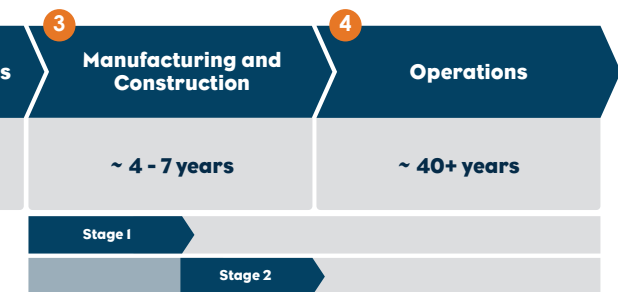 3
4
s
Manufacturing and
Construction
Operations
~ 4 - 7 years
~ 40+ years
Stage 1
Stage 2